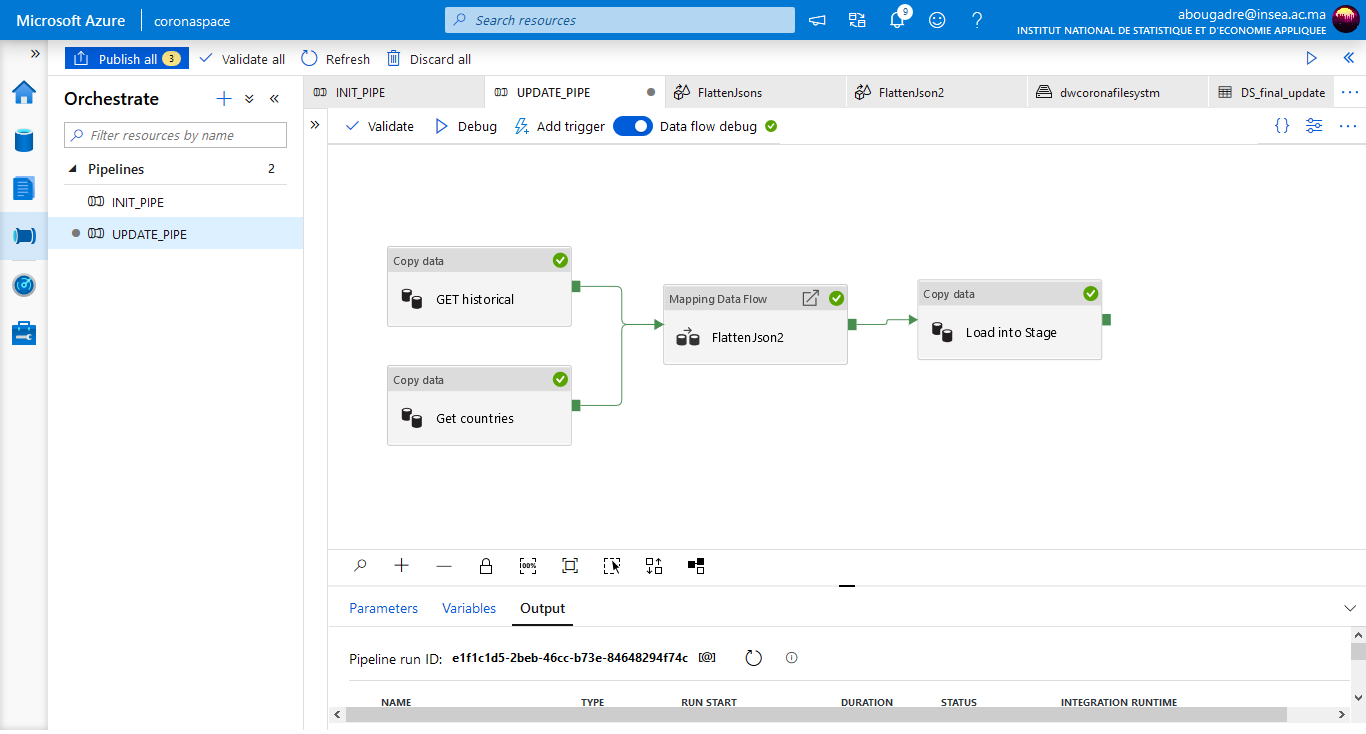 Microsoft Azure
coronaspace
Search resources
9
?
abougadre@insea.ac.ma
INSTITUT NATIONAL DE STATISTIQUE ET D'ECONOMIE APPLIQUEE
Publish all 3
Validate all
Refresh
Discard all
Orchestrate
INIT_PIPE
UPDATE_PIPE
FlattenJsons
FlattenJson2
dwcoronafilesystm
DS_final_update
Filter resources by name
Validate
Debug
Add trigger
Data flow debug
{}
Pipelines 2
INIT_PIPE
UPDATE_PIPE
Copy data
GET historical
Mapping Data Flow
FlattenJson2
Copy data
Load into Stage
Copy data
Get countries
100%
Parameters
Variables
Output
Pipeline run ID: e1f1c1d5-2beb-46cc-b73e-84648294f74c [@]
NAME TYPE RUN START DURATION STATUS INTEGRATION RUNTIME